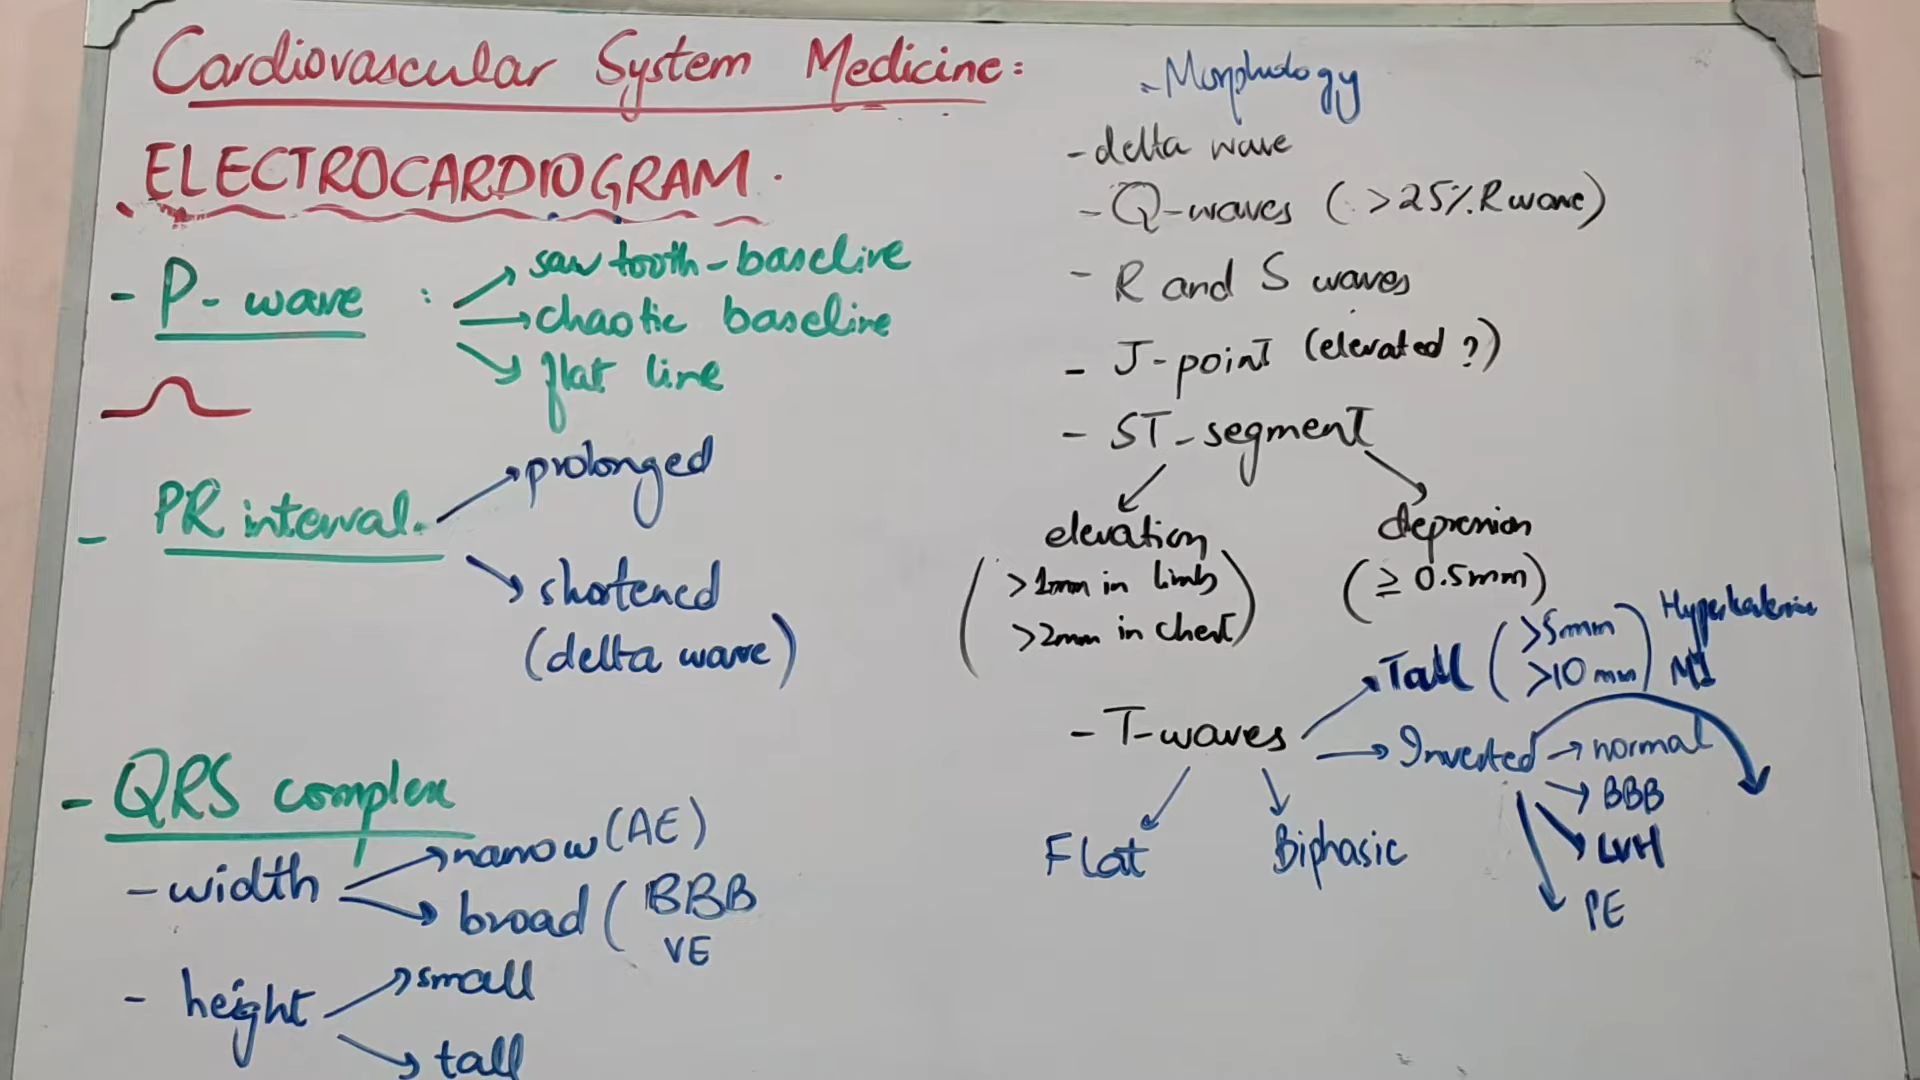 Cardiovascular System Medicine:
ELECTROCARDIOGRAM.
- P-wave :
saw tooth-baseline
chaotic baseline
flat line
- PR interval.
prolonged
shortened
(delta wave)
- QRS complex
- width
narrow (AE)
broad ( BBB
VE
- height
small
tall
Morphology
- delta wave
- Q-waves ( >25% R wave)
- R and S waves
- J-point (elevated ?)
- ST-segment
elevation
( >1mm in limb
>2mm in chest )
depression
(≥ 0.5mm)
- T-waves
Tall ( >5mm
>10mm )
Hyperkalemia
MI
Inverted → normal
BBB
LVH
PE
Flat
Biphasic